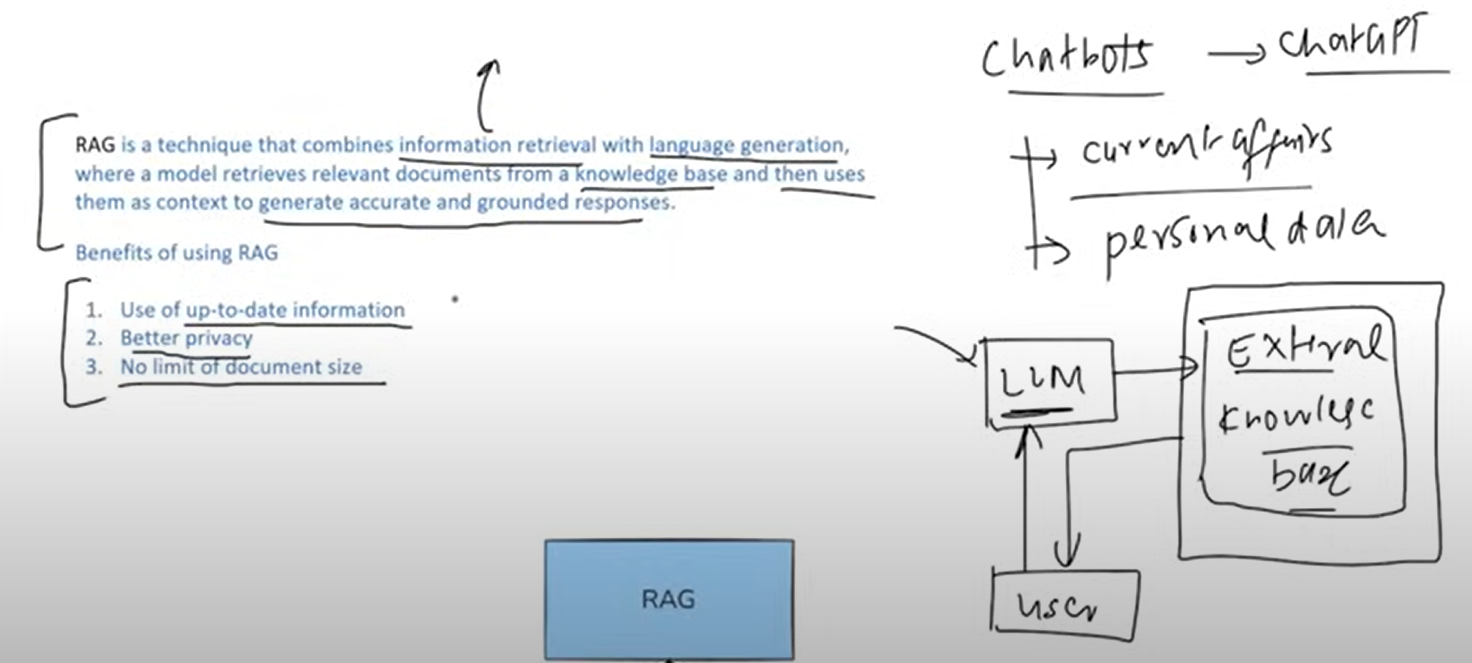 RAG is a technique that combines information retrieval with language generation,
where a model retrieves relevant documents from a knowledge base and then uses
them as context to generate accurate and grounded responses.
Benefits of using RAG
1. Use of up-to-date information
2. Better privacy
3. No limit of document size
Chatbots → ChatGPT
current affairs
personal data
LLM
External
Knowledge
base
user
RAG